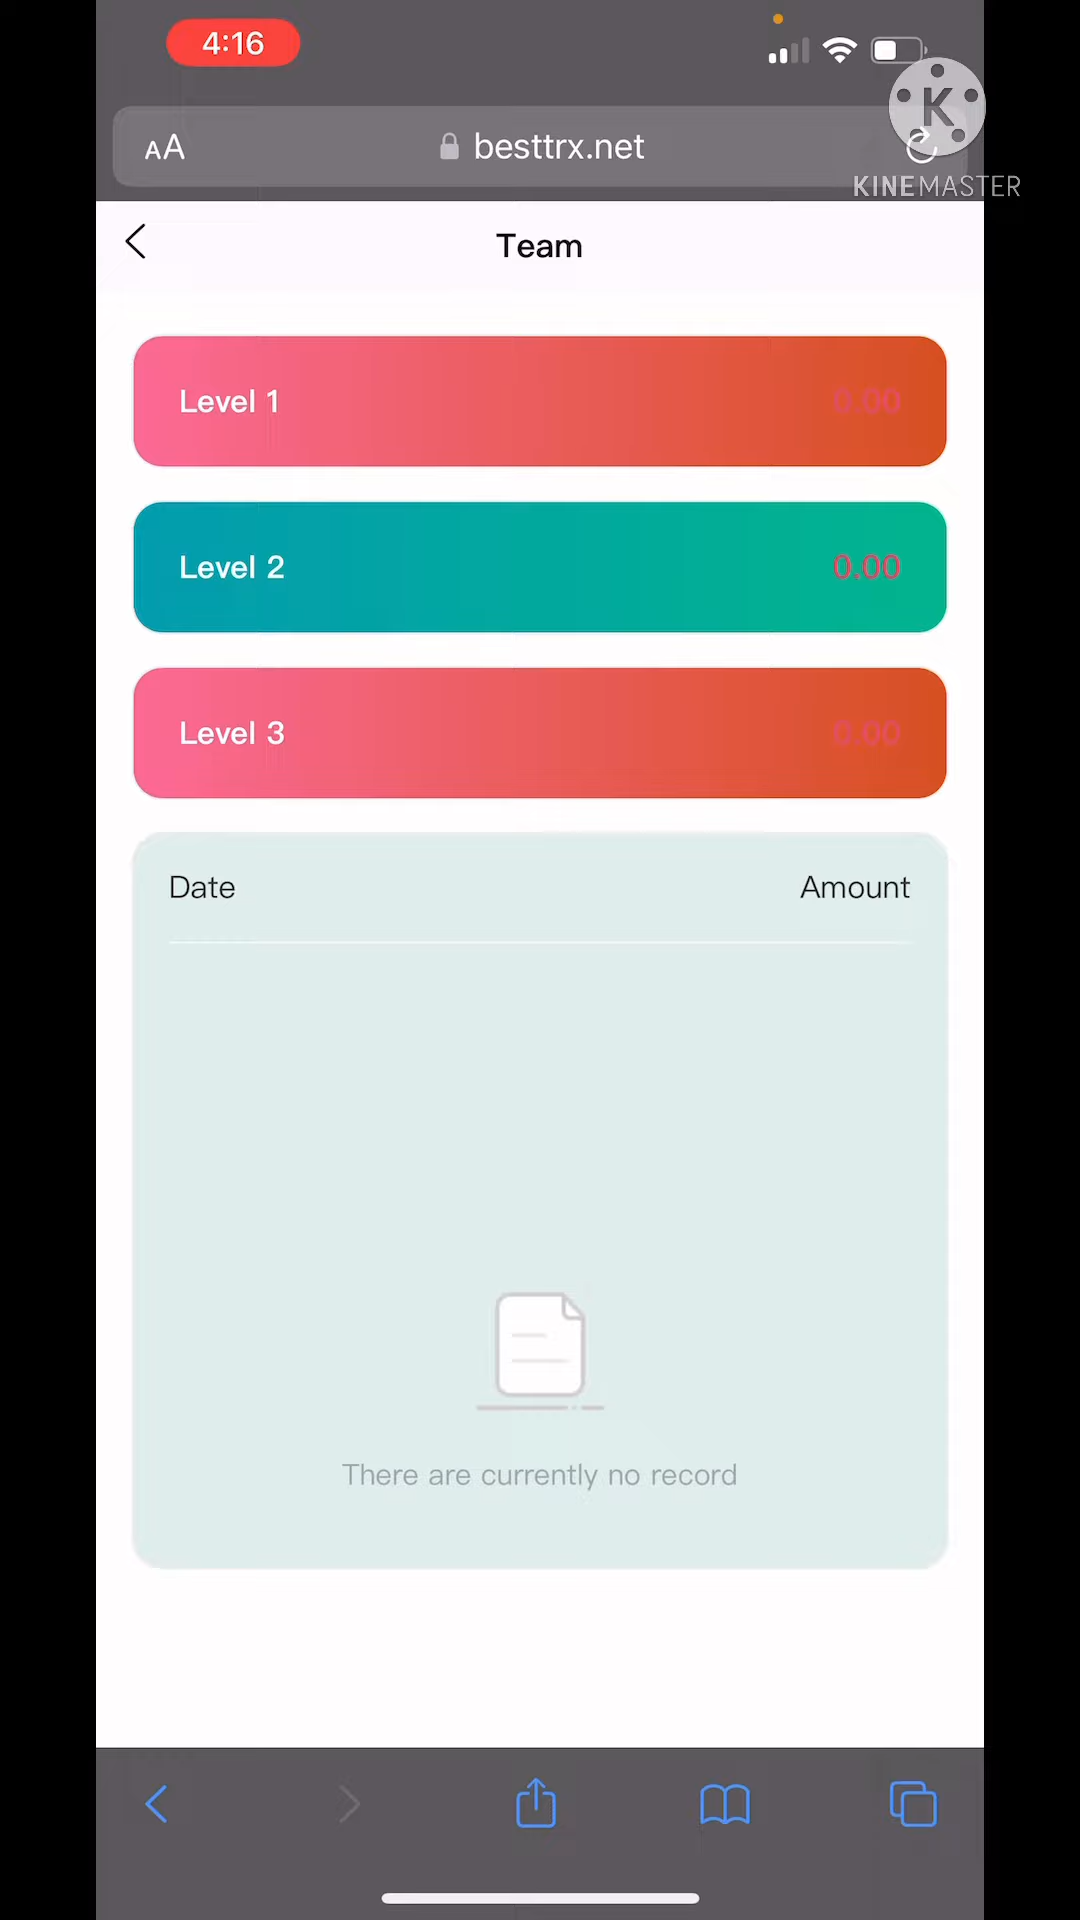 4:16
AA
besttrx.net
KINEMASTER
Team
Level 1
0.00
Level 2
0.00
Level 3
0.00
Date
Amount
There are currently no record